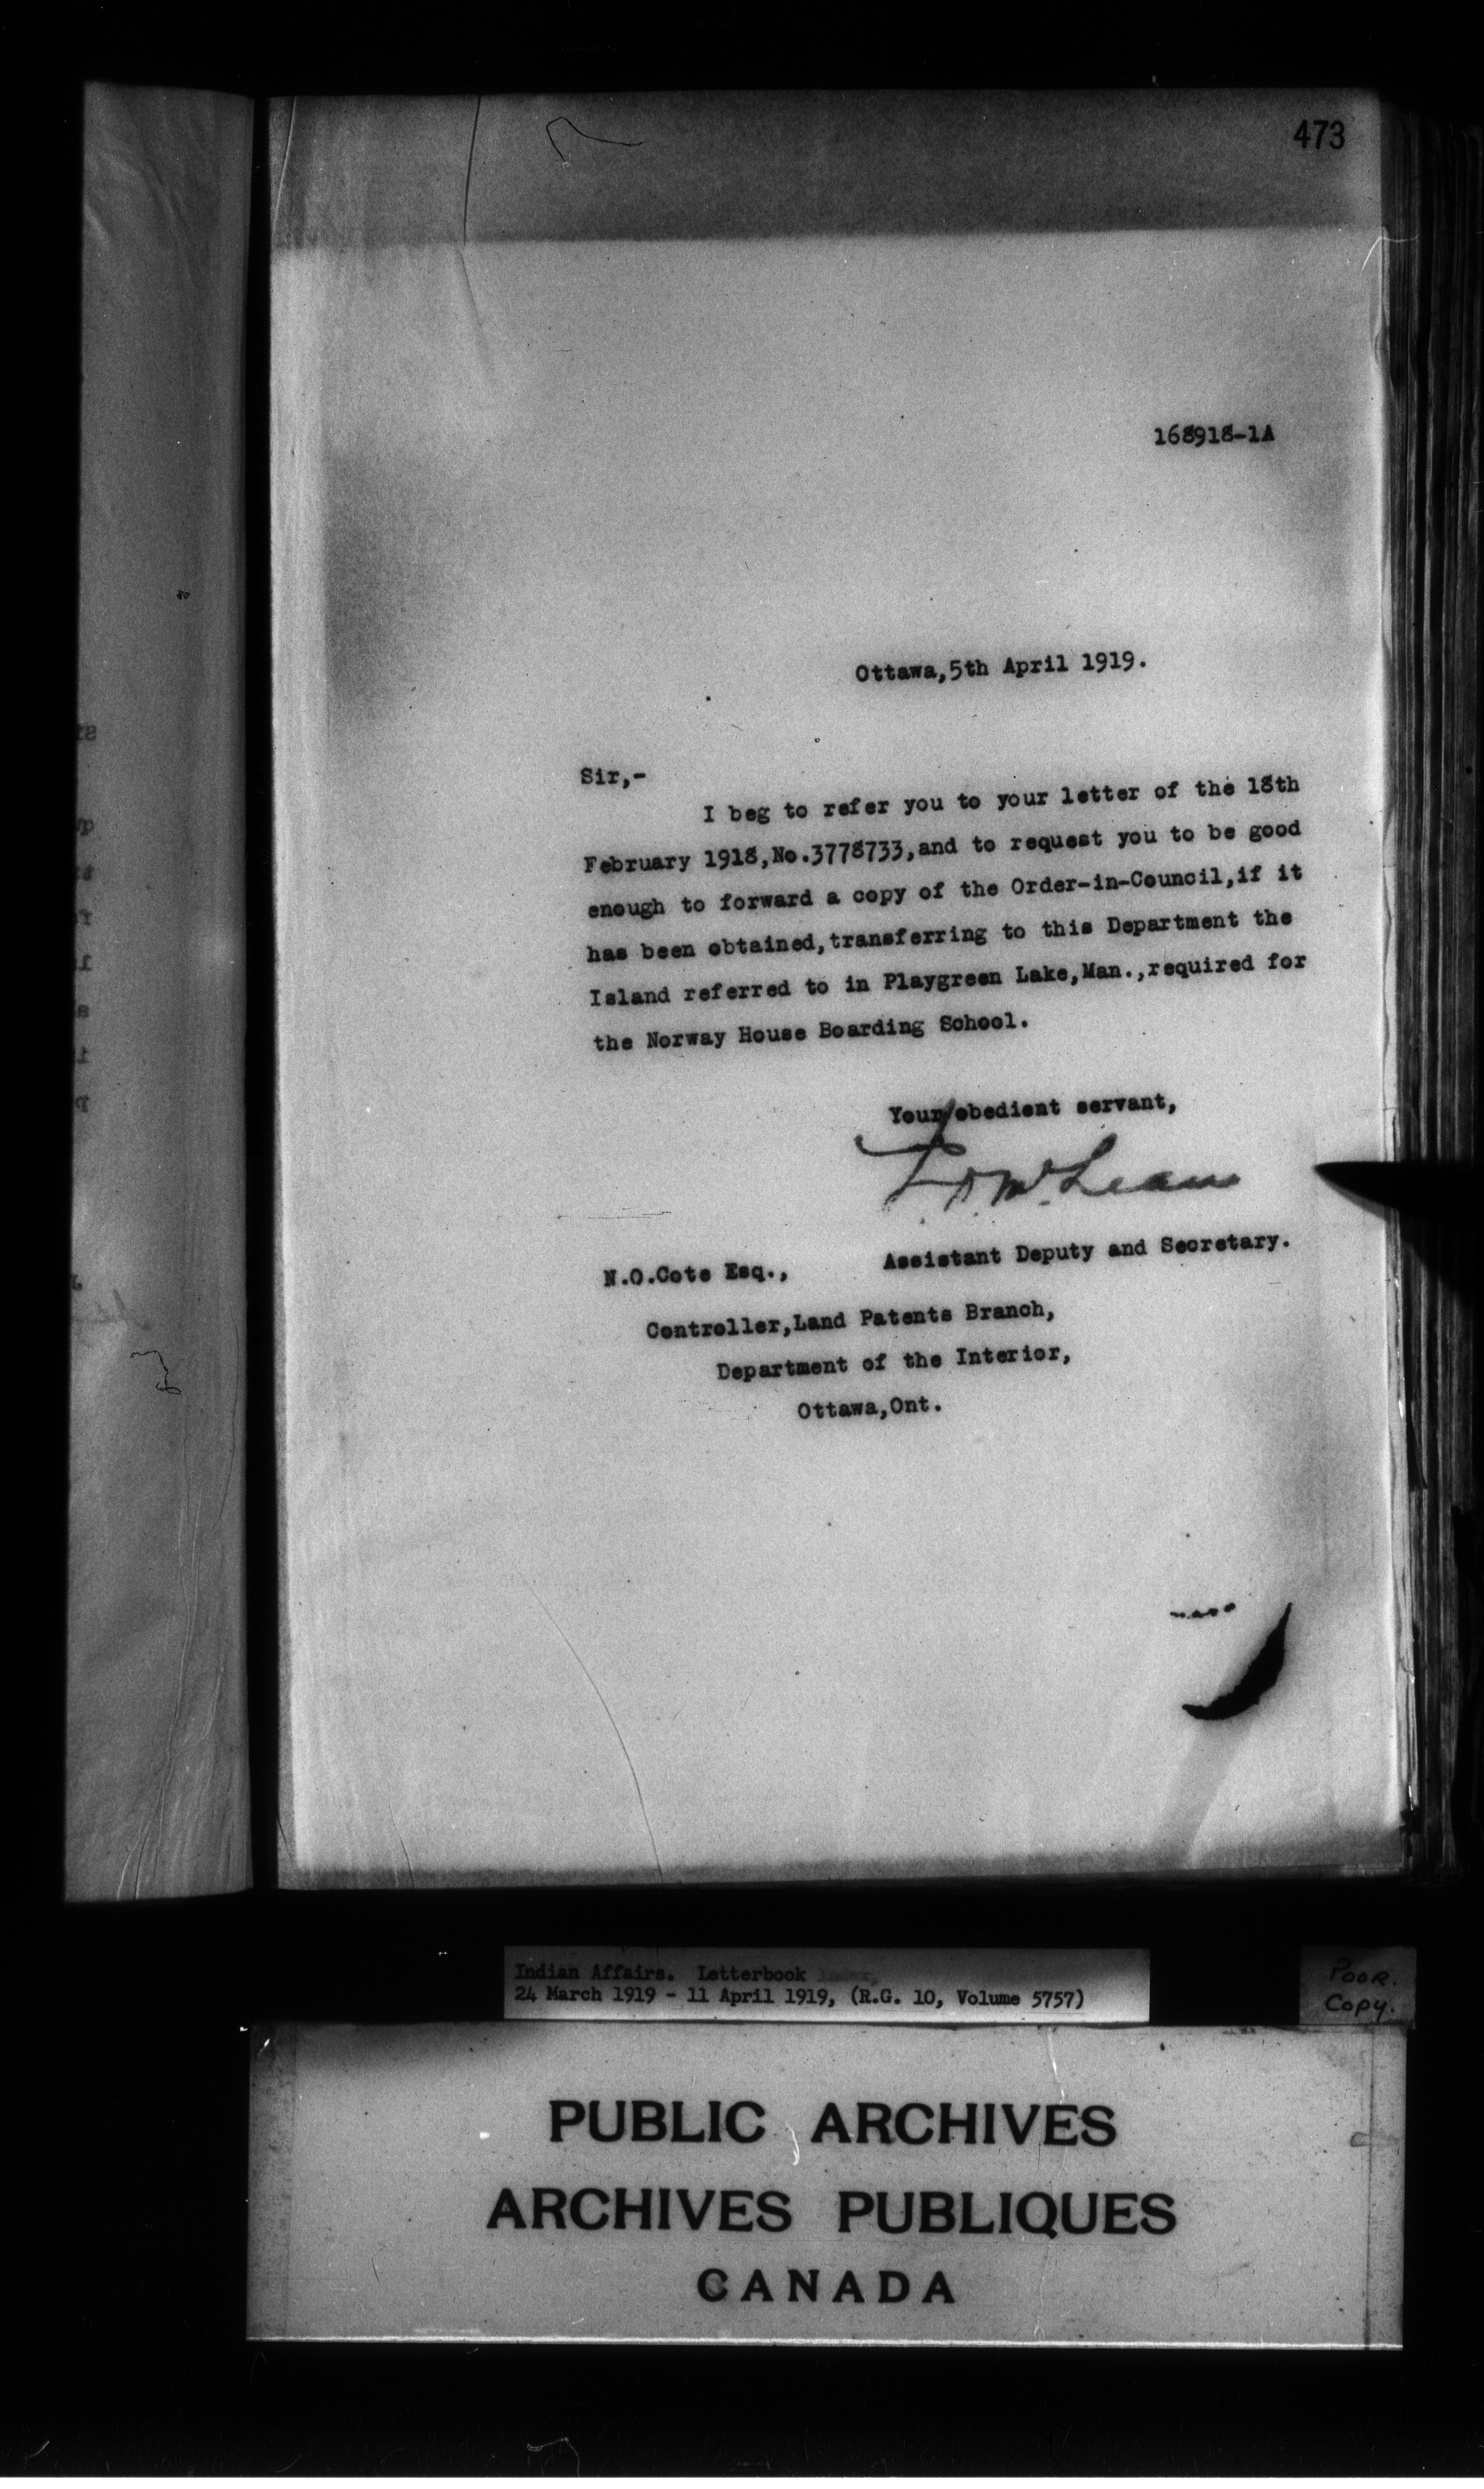 473
168918-1A
Ottawa,5th April 1919.
Sir,-
I beg to refer you to your letter of the 18th
February 1918,No.3778733,and to request you to be good
enough to forward a copy of the Order-in-Council,if it
has been obtained,transferring to this Department the
Island referred to in Playgreen Lake,Man.,required for
the Norway House Boarding School.
Your obedient servant,
J.D. McLean
Assistant Deputy and Secretary.
N.O.Cote Esq.,
Controller,Land Patents Branch,
Department of the Interior,
Ottawa,Ont.
Indian Affairs. Letterbook Index,
24 March 1919 - 11 April 1919, (R.G. 10, Volume 5757)
POOR.
COPY.
PUBLIC ARCHIVES
ARCHIVES PUBLIQUES
CANADA